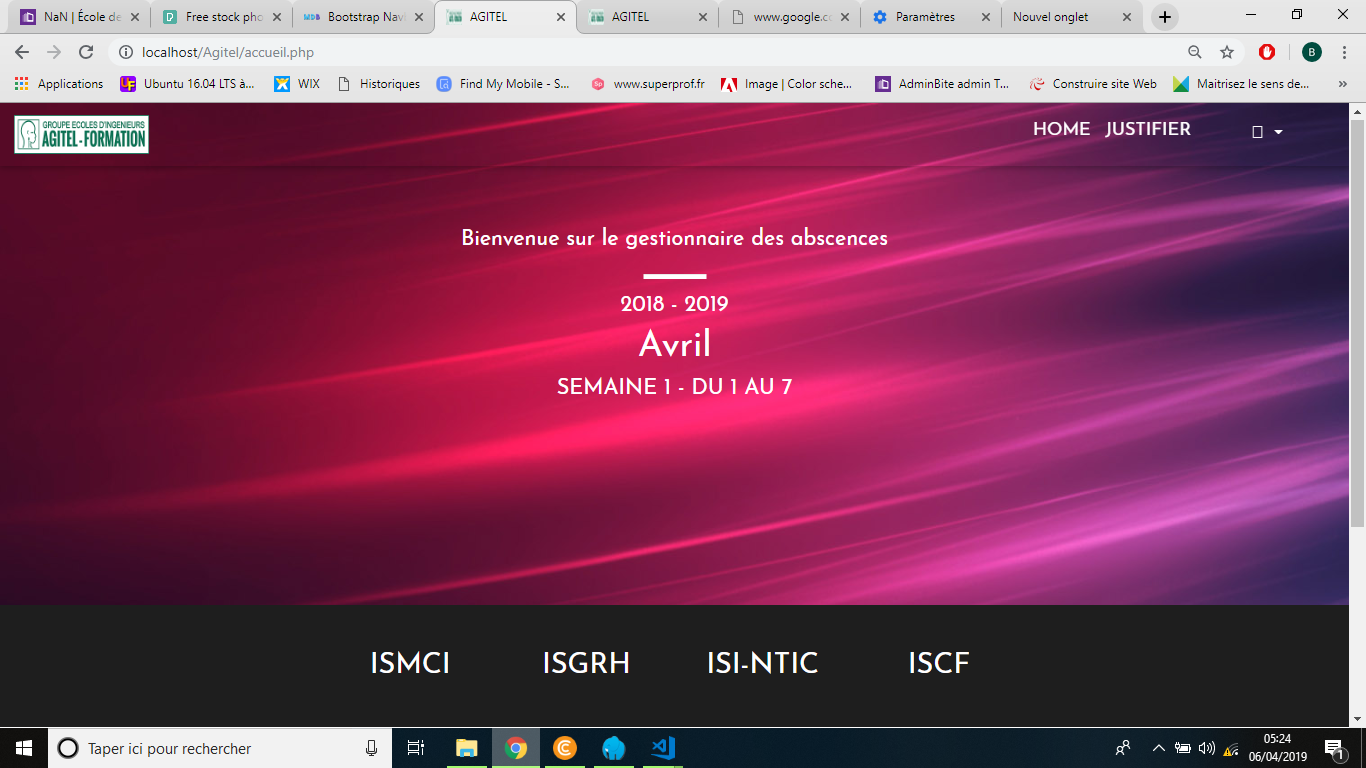 NaN | École de
Free stock pho
Bootstrap Navi
AGITEL
AGITEL
www.google.co
Paramètres
Nouvel onglet
localhost/Agitel/accueil.php
B
Applications
Ubuntu 16.04 LTS à...
WIX
Historiques
Find My Mobile - S...
www.superprof.fr
Image | Color sche...
AdminBite admin T...
Construire site Web
Maitrisez le sens de...
»
GROUPE ECOLES D'INGENIEURS
AGITEL-FORMATION
HOME
JUSTIFIER
Bienvenue sur le gestionnaire des abscences
2018 - 2019
Avril
SEMAINE 1 - DU 1 AU 7
ISMCI
ISGRH
ISI-NTIC
ISCF
Taper ici pour rechercher
05:24
06/04/2019
1